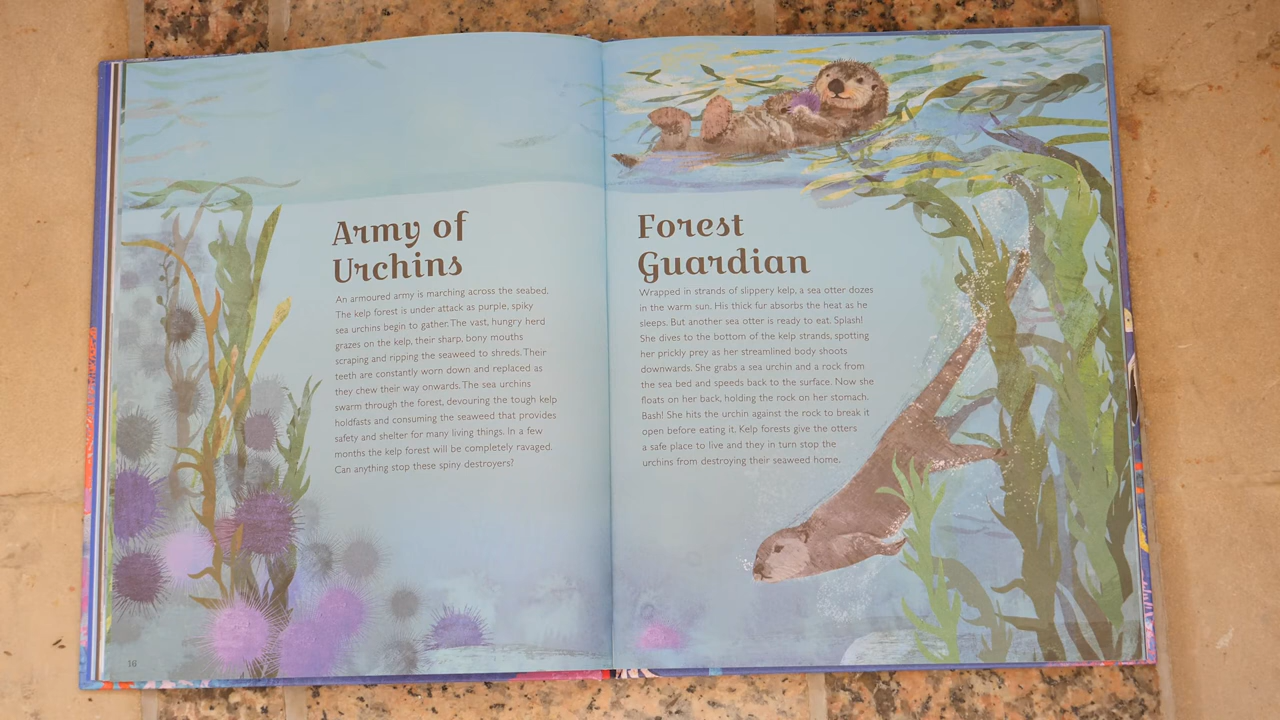 Army of
Urchins
An armoured army is marching across the seabed.
The kelp forest is under attack as purple, spiky
sea urchins begin to gather. The vast, hungry herd
grazes on the kelp, their sharp, bony mouths
scraping and ripping the seaweed to shreds. Their
teeth are constantly worn down and replaced as
they chew their way onwards. The sea urchins
swarm through the forest, devouring the tough kelp
holdfasts and consuming the seaweed that provides
safety and shelter for many living things. In a few
months the kelp forest will be completely ravaged.
Can anything stop these spiny destroyers?
16
Forest
Guardian
Wrapped in strands of slippery kelp, a sea otter dozes
in the warm sun. His thick fur absorbs the heat as he
sleeps. But another sea otter is ready to eat. Splash!
She dives to the bottom of the kelp strands, spotting
her prickly prey as her streamlined body shoots
downwards. She grabs a sea urchin and a rock from
the sea bed and speeds back to the surface. Now she
floats on her back, holding the rock on her stomach.
Bash! She hits the urchin against the rock to break it
open before eating it. Kelp forests give the otters
a safe place to live and they in turn stop the
urchins from destroying their seaweed home.